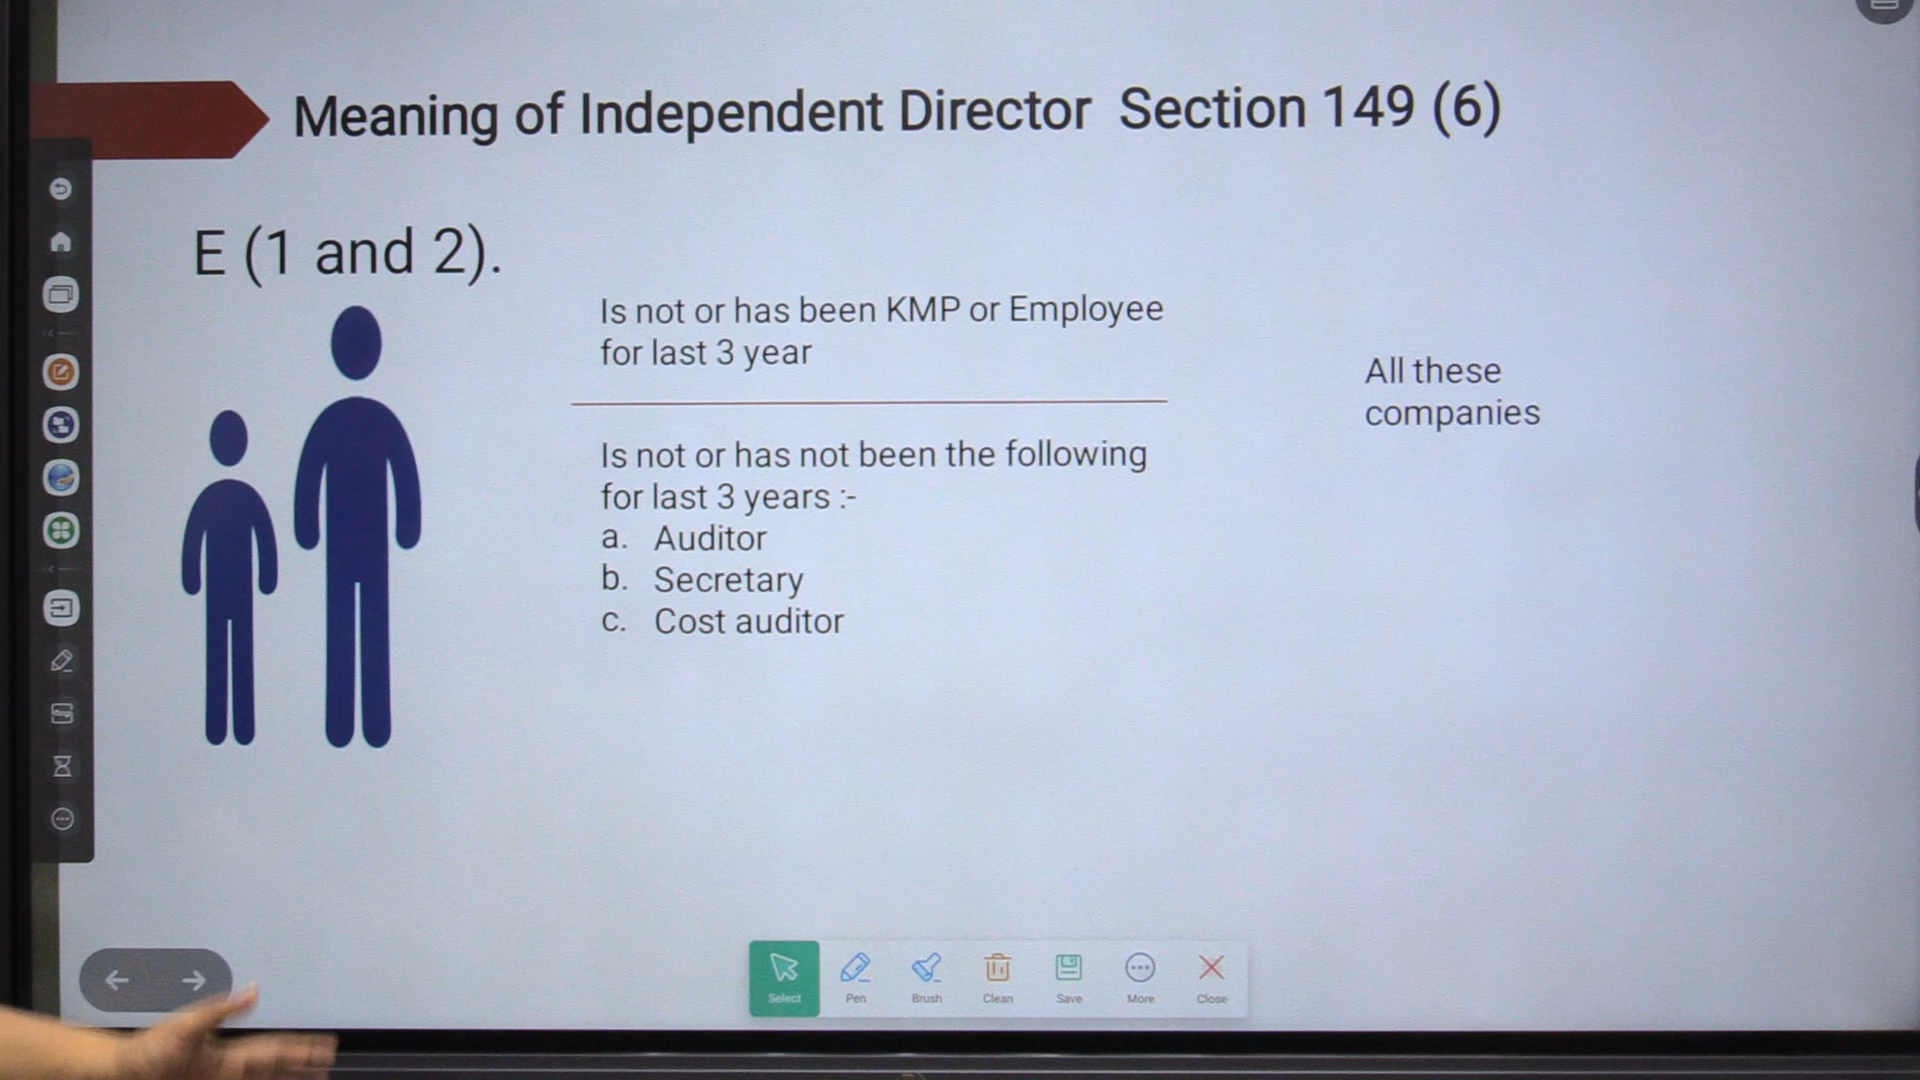 Meaning of Independent Director Section 149 (6)
E (1 and 2).
Is not or has been KMP or Employee
for last 3 year
All these
companies
Is not or has not been the following
for last 3 years :-
a. Auditor
b. Secretary
c. Cost auditor
Select
Pen
Brush
Clean
Save
More
Close